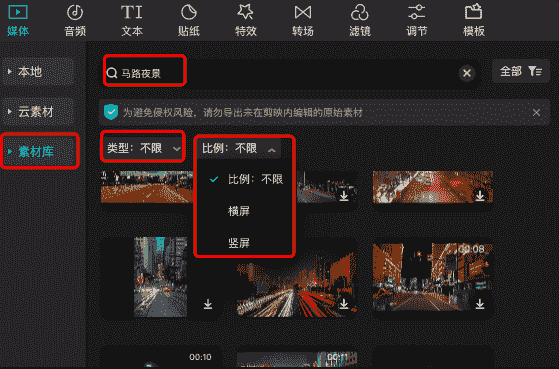 媒体 音频 文本 贴纸 特效 转场 滤镜 调节 模板
本地
云素材
素材库
马路夜景
全部
为避免侵权风险，请勿导出未在剪映内编辑的原始素材
类型：不限
比例：不限
比例：不限
横屏
竖屏
00:08
00:10
00:11